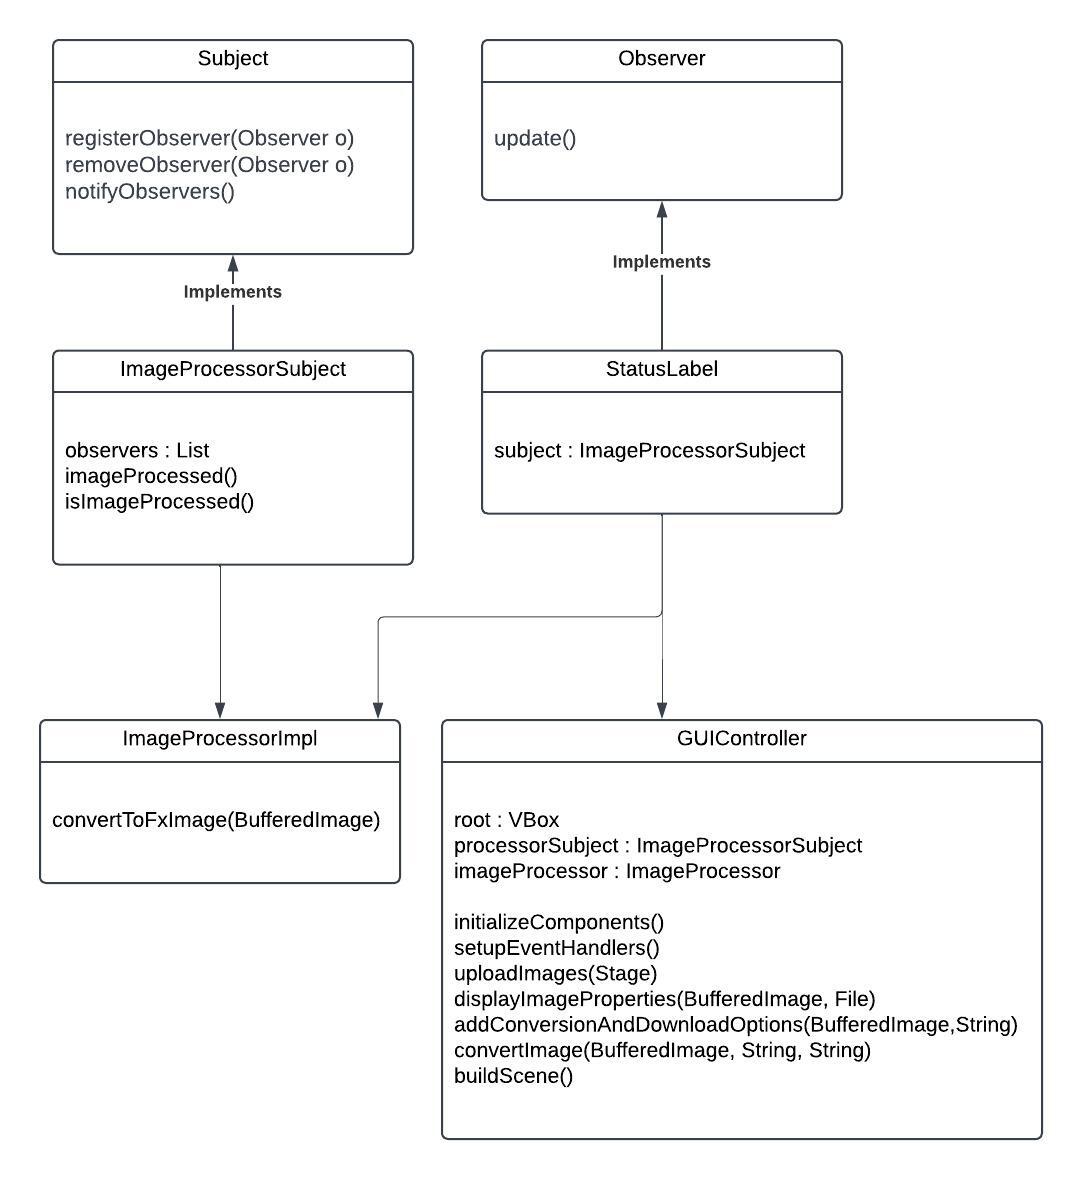 Subject
registerObserver(Observer o)
removeObserver(Observer o)
notifyObservers()
Observer
update()
Implements
Implements
ImageProcessorSubject
observers : List
imageProcessed()
isImageProcessed()
StatusLabel
subject : ImageProcessorSubject
ImageProcessorImpl
convertToFxImage(BufferedImage)
GUIController
root : VBox
processorSubject : ImageProcessorSubject
imageProcessor : ImageProcessor
initializeComponents()
setupEventHandlers()
uploadImages(Stage)
displayImageProperties(BufferedImage, File)
addConversionAndDownloadOptions(BufferedImage,String)
convertImage(BufferedImage, String, String)
buildScene()